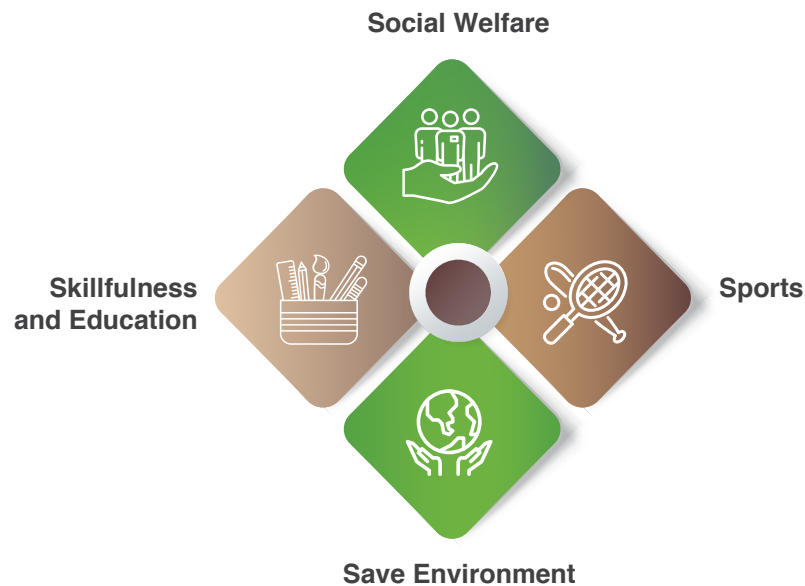 Social Welfare
Skillfulness
and Education
Sports
Save Environment